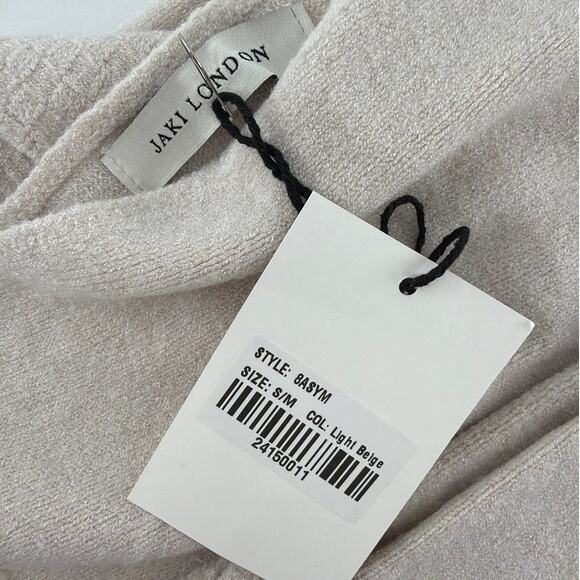 JAKI LONDON
STYLE: 8ASYM
SIZE: S/M COL: Light Beige
24150011